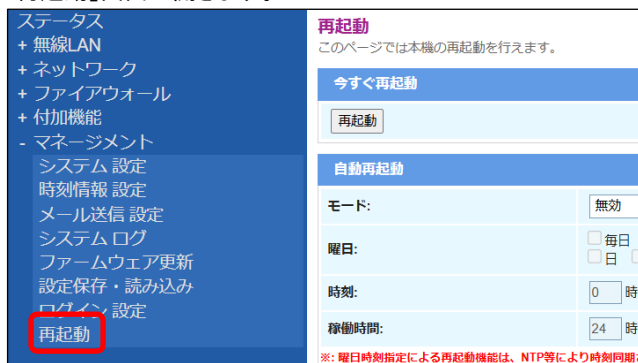 ステータス
+ 無線LAN
+ ネットワーク
+ ファイアウォール
+ 付加機能
- マネージメント
システム 設定
時刻情報 設定
メール送信 設定
システム ログ
ファームウェア更新
設定保存・読み込み
ログイン 設定
再起動
再起動
このページでは本機の再起動を行えます。
今すぐ再起動
再起動
自動再起動
モード:
無効
曜日:
毎日
日
時刻:
0 時
稼働時間:
24 時
※: 曜日時刻指定による再起動機能は、NTP等により時刻同期